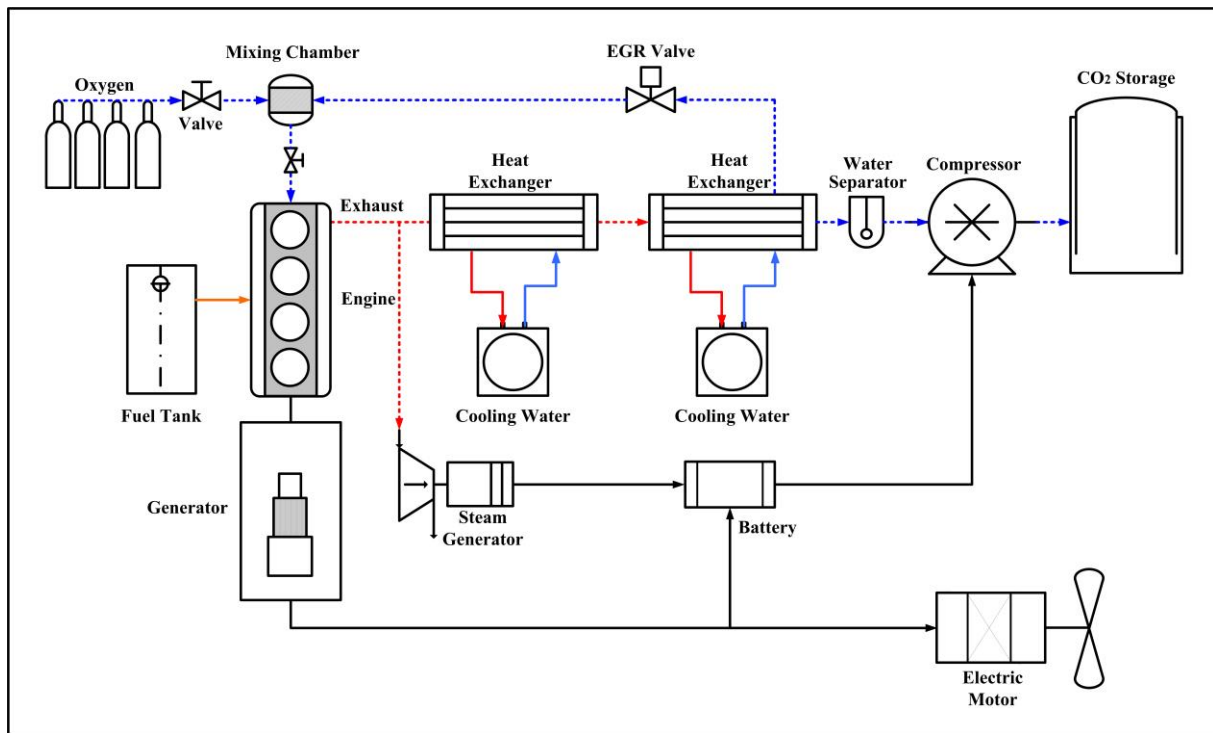 Mixing Chamber
EGR Valve
CO₂ Storage
Oxygen
Valve
Heat
Exchanger
Heat
Exchanger
Water
Separator
Compressor
Exhaust
Engine
Fuel Tank
Cooling Water
Cooling Water
Generator
Steam
Generator
Battery
Electric
Motor